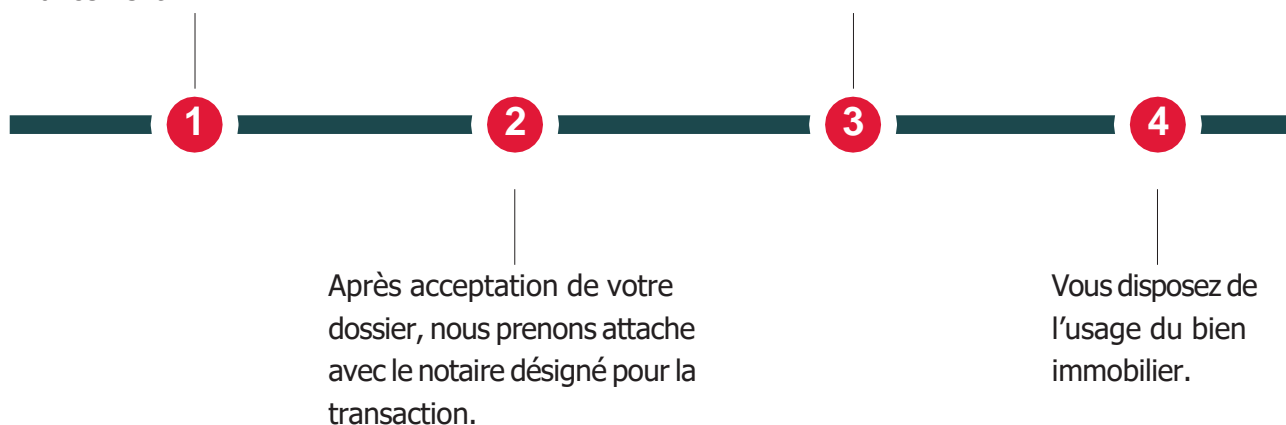 1
2
3
4
Après acceptation de votre
dossier, nous prenons attache
avec le notaire désigné pour la
transaction.
Vous disposez de
l'usage du bien
immobilier.